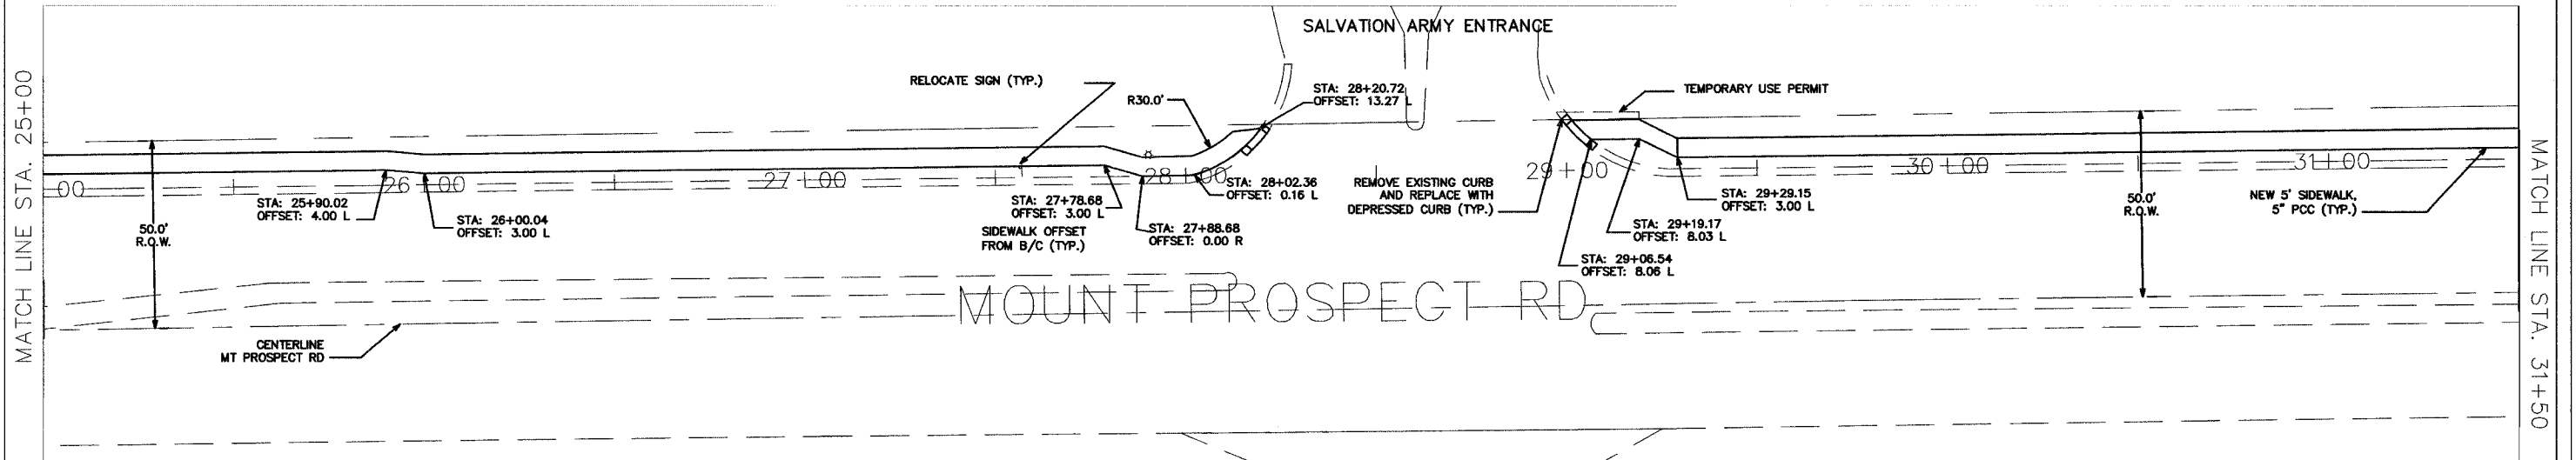 SALVATION ARMY ENTRANCE
MATCH LINE STA. 25+00
RELOCATE SIGN (TYP.)
R30.0'
STA: 28+20.72
OFFSET: 13.27 L
TEMPORARY USE PERMIT
00
26+00
27+00
28+00
29+00
30+00
31+00
50.0'
R.O.W.
STA: 25+90.02
OFFSET: 4.00 L
STA: 26+00.04
OFFSET: 3.00 L
STA: 27+78.68
OFFSET: 3.00 L
SIDEWALK OFFSET
FROM B/C (TYP.)
STA: 27+88.68
OFFSET: 0.00 R
STA: 28+02.36
OFFSET: 0.16 L
REMOVE EXISTING CURB
AND REPLACE WITH
DEPRESSED CURB (TYP.)
STA: 29+06.54
OFFSET: 8.06 L
STA: 29+19.17
OFFSET: 8.03 L
STA: 29+29.15
OFFSET: 3.00 L
50.0'
R.O.W.
NEW 5' SIDEWALK,
5" PCC (TYP.)
MATCH LINE STA. 31+50
MOUNT PROSPECT RD
CENTERLINE
MT PROSPECT RD